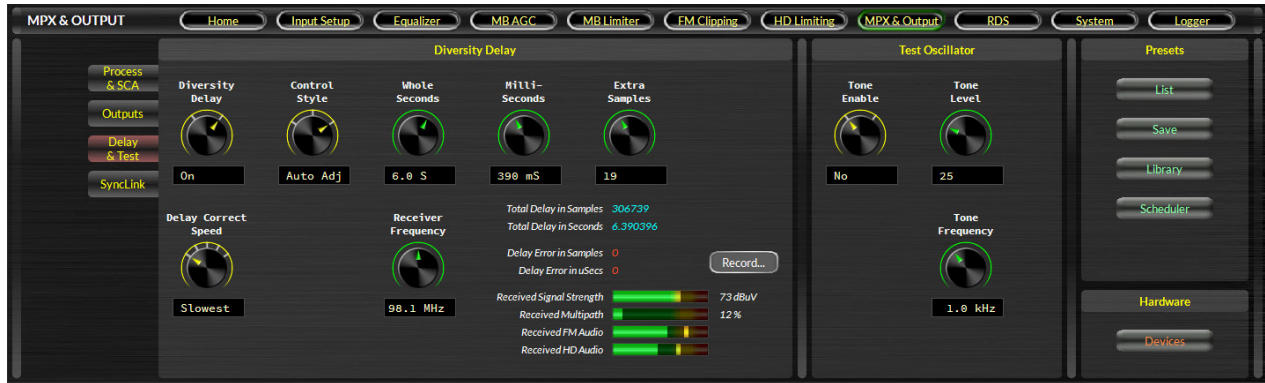 MPX & OUTPUT
Home
Input Setup
Equalizer
MB AGC
MB Limiter
FM Clipping
HD Limiting
MPX & Output
RDS
System
Logger
Process
& SCA
Outputs
Delay
& Test
SyncLink
Diversity Delay
Diversity
Delay
On
Control
Style
Auto Adj
Whole
Seconds
6.0 S
Milli-
Seconds
390 mS
Extra
Samples
19
Delay Correct
Speed
Slowest
Receiver
Frequency
98.1 MHz
Total Delay in Samples 306739
Total Delay in Seconds 6.390396
Delay Error in Samples 0
Delay Error in uSecs 0
Record...
Received Signal Strength 73 dBuV
Received Multipath 12 %
Received FM Audio
Received HD Audio
Test Oscillator
Tone
Enable
No
Tone
Level
25
Tone
Frequency
1.0 kHz
Presets
List
Save
Library
Scheduler
Hardware
Devices